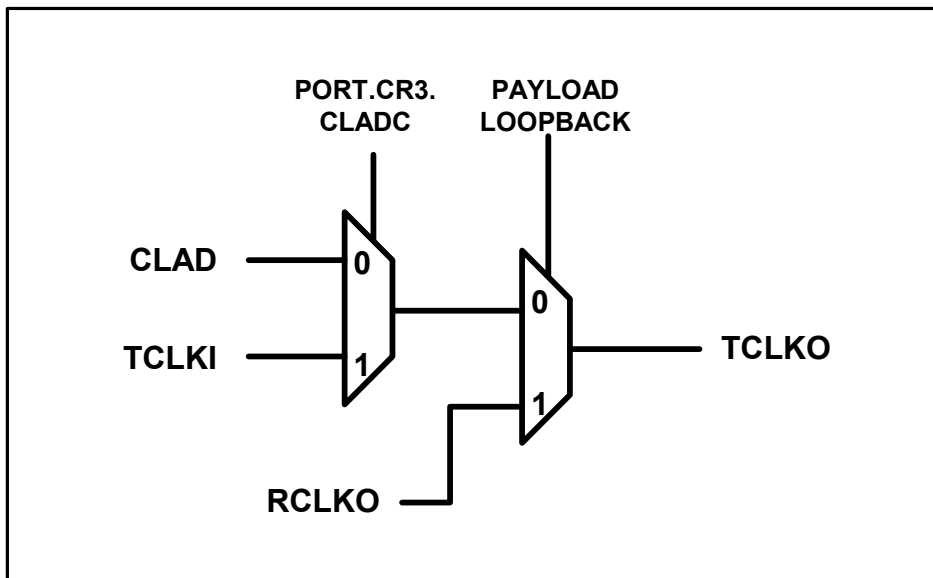 PORT.CR3.
CLADC
PAYLOAD
LOOPBACK
CLAD
0
TCLKI
1
0
1
TCLKO
RCLKO